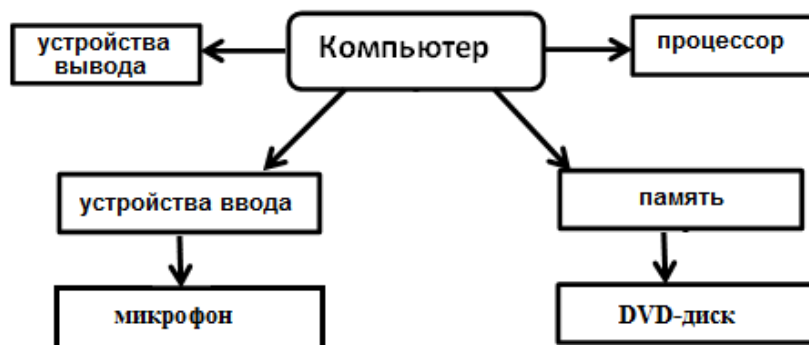 устройства
вывода
Компьютер
процессор
устройства ввода
память
микрофон
DVD-диск